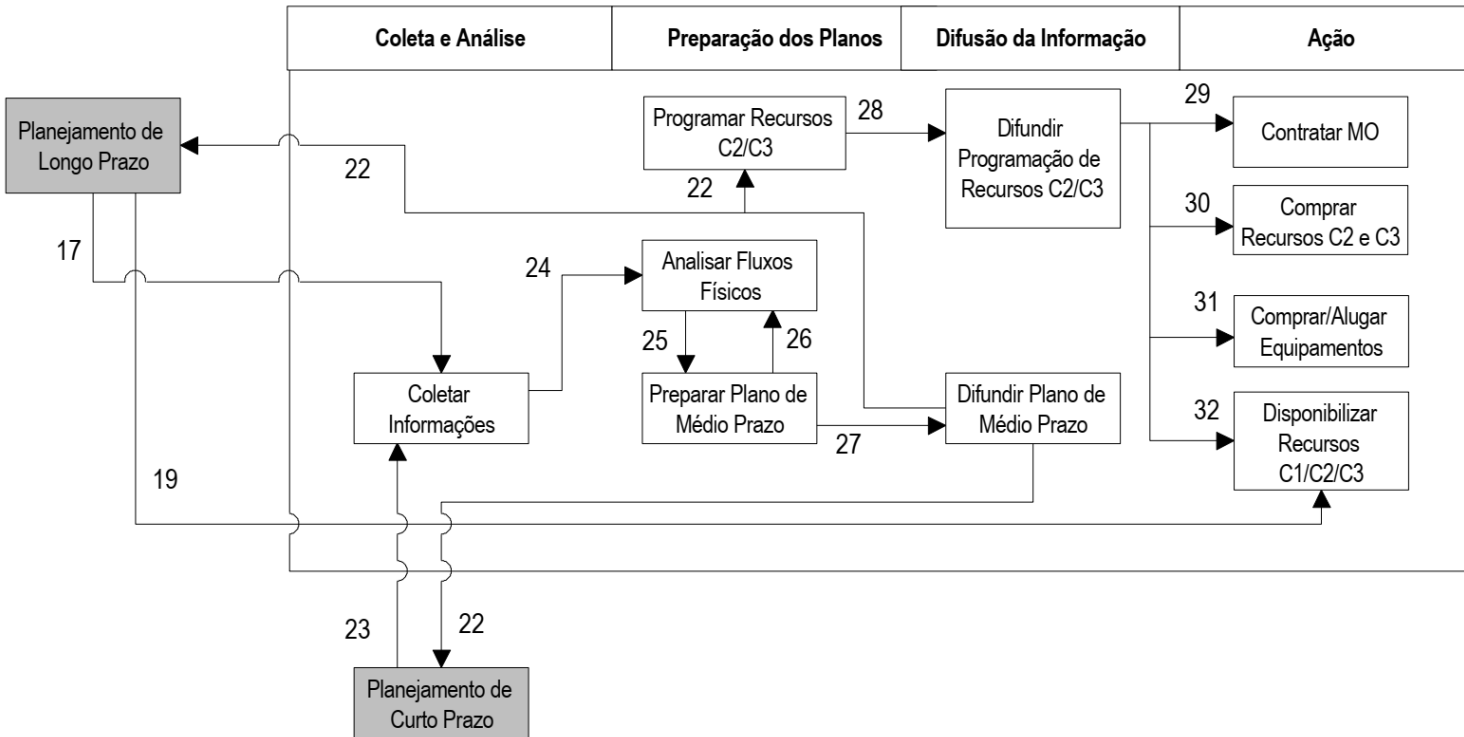 Coleta e Análise
Preparação dos Planos
Difusão da Informação
Ação
Planejamento de
Longo Prazo
22
17
19
Programar Recursos
C2/C3
28
22
Difundir
Programação de
Recursos C2/C3
29
Contratar MO
30
Comprar
Recursos C2 e C3
31
Comprar/Alugar
Equipamentos
32
Disponibilizar
Recursos
C1/C2/C3
24
Analisar Fluxos
Físicos
25
26
Coletar
Informações
Preparar Plano de
Médio Prazo
27
Difundir Plano de
Médio Prazo
23
22
Planejamento de
Curto Prazo